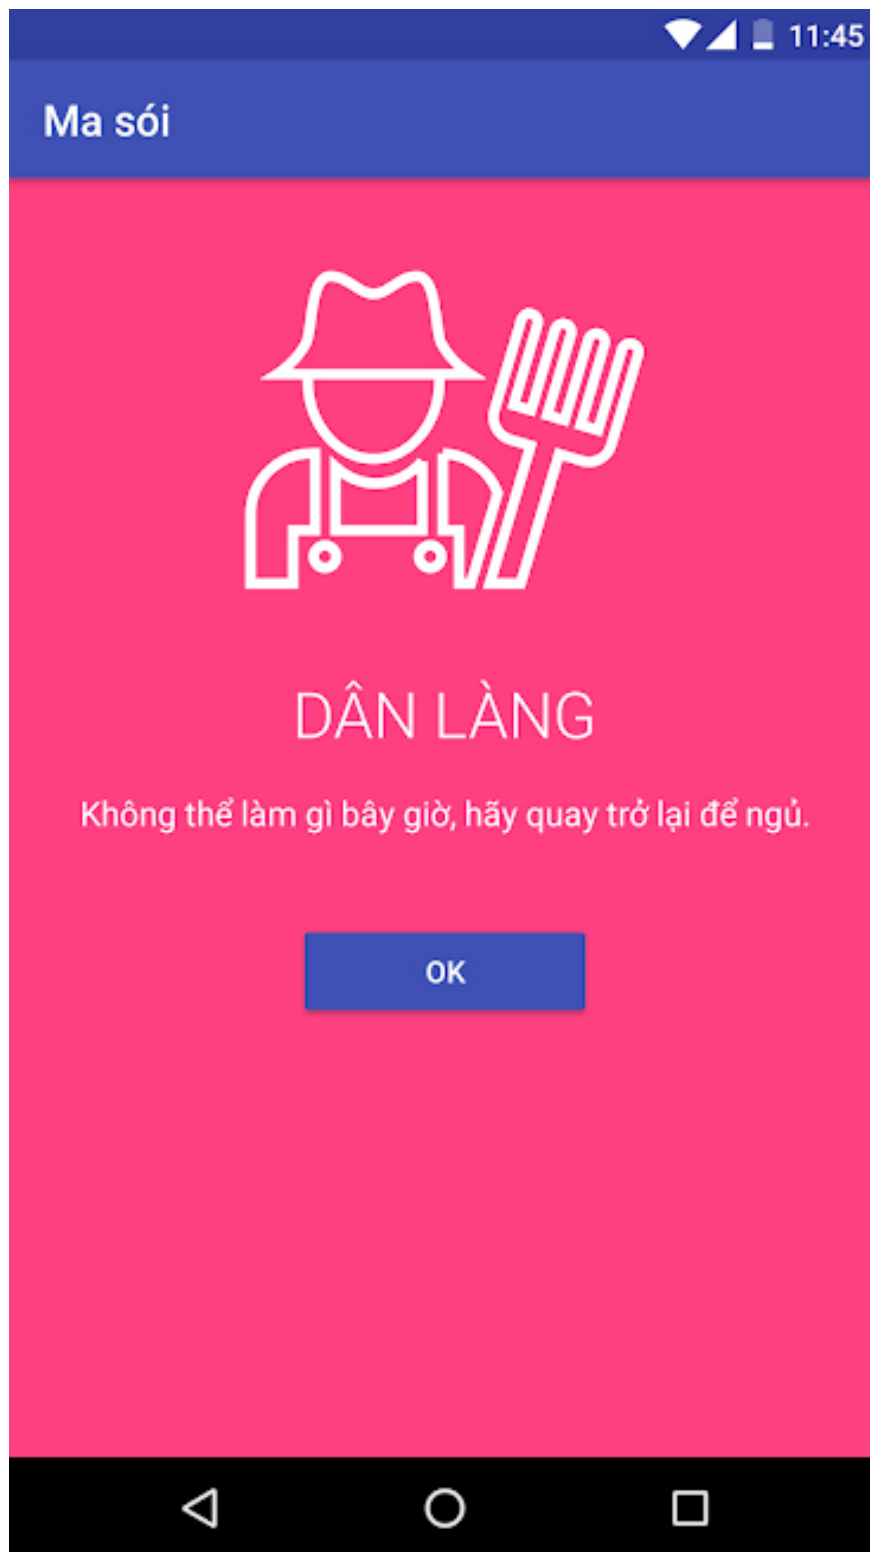 11:45
Ma sói
DÂN LÀNG
Không thể làm gì bây giờ, hãy quay trở lại để ngủ.
OK